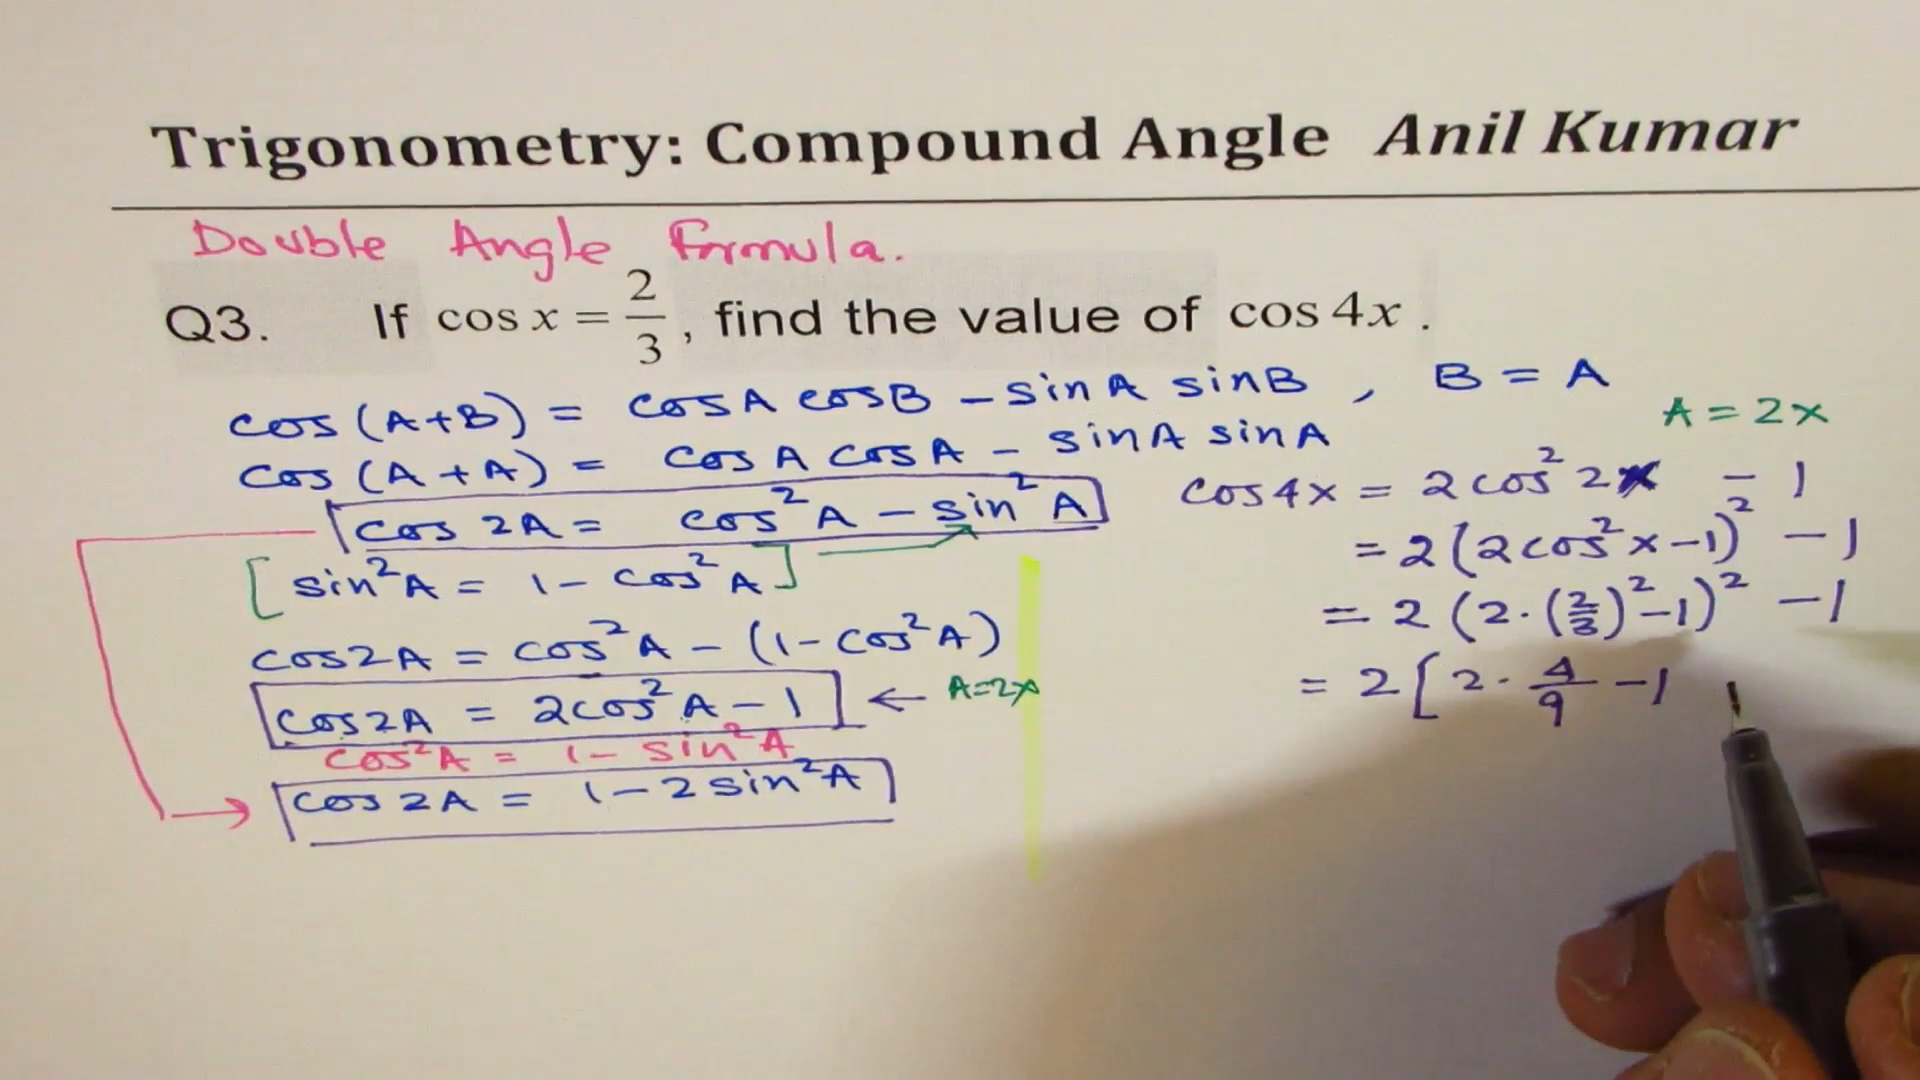 Trigonometry: Compound Angle Anil Kumar
Double Angle Formula.
Q3. If cos x = 2/3, find the value of cos 4x.
cos (A+B) = cosA cosB - sinA sinB , B = A
cos (A+A) = cosA cosA - sinA sinA
cos 2A = cos²A - sin²A
[sin²A = 1 - cos²A]
cos2A = cos²A - (1-cos²A)
cos2A = 2cos²A - 1 ← A=2x
cos²A = 1 - sin²A
cos 2A = 1 - 2 sin²A
A = 2x
cos4x = 2cos²2x - 1
= 2(2cos²x-1)² - 1
= 2(2·(2/3)²-1)² - 1
= 2[2·4/9 - 1